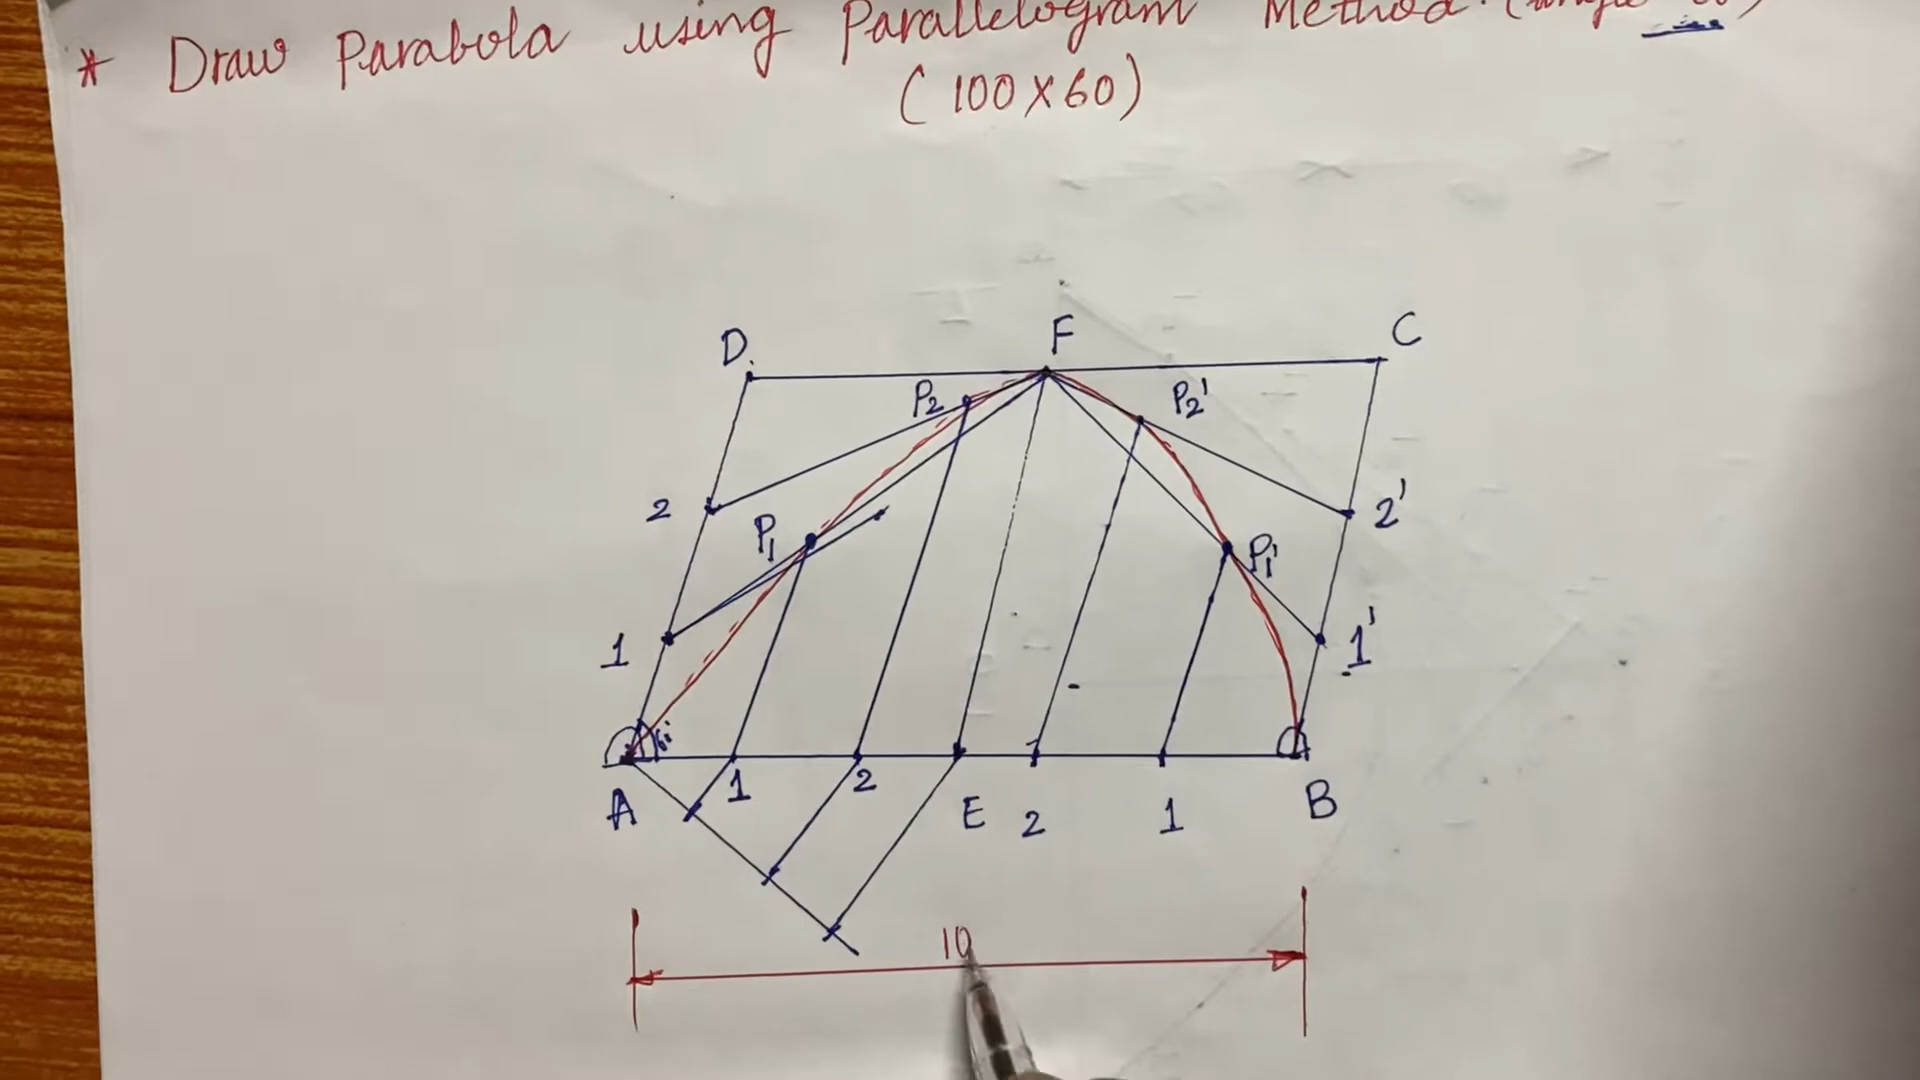 * Draw Parabola using Parallelogram Method. (angle
(100 X 60)
D F C
P2 P2'
2 2'
P1 P1'
1 1'
A 1 2 E 2 1 B
10